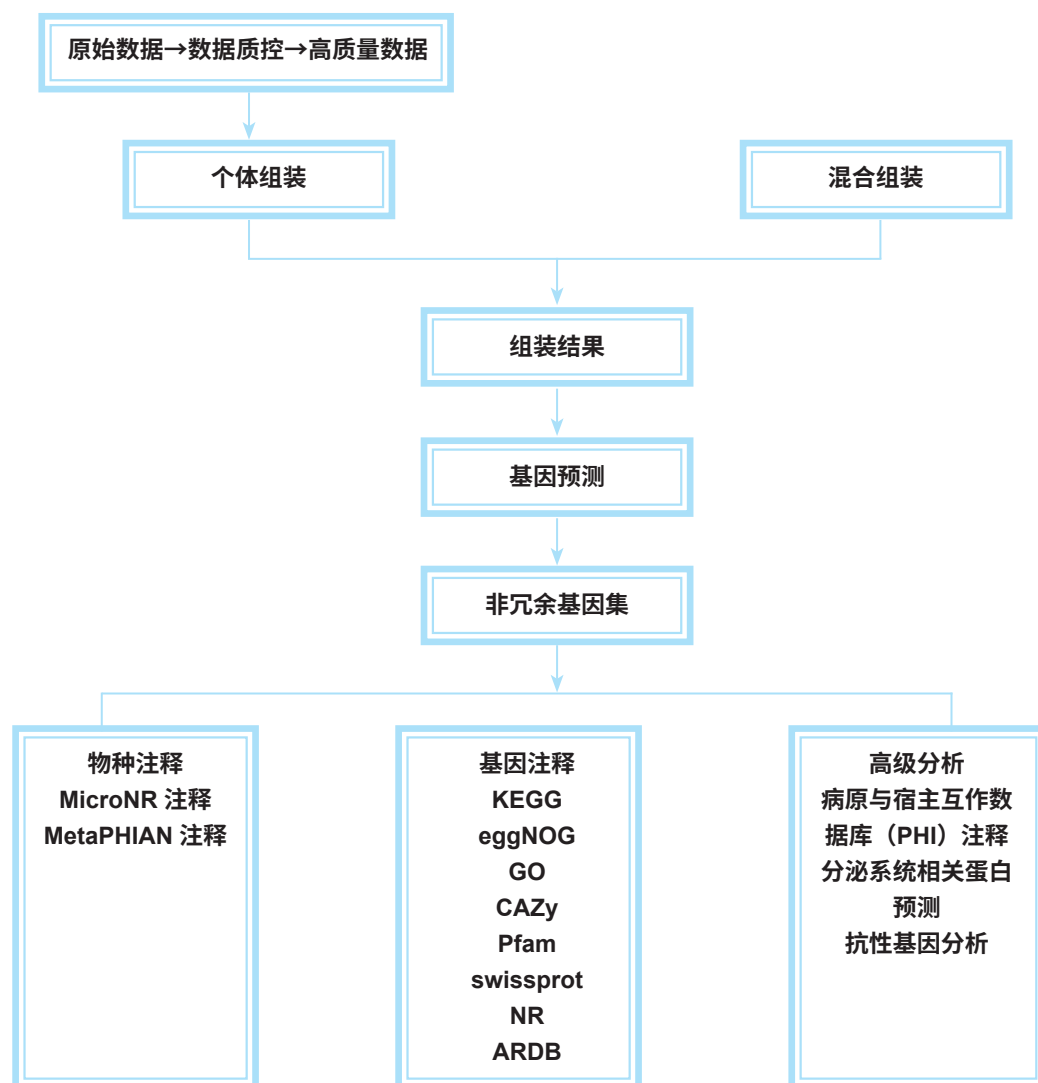 原始数据→数据质控→高质量数据
个体组装
混合组装
组装结果
基因预测
非冗余基因集
物种注释
MicroNR 注释
MetaPHIAN 注释
基因注释
KEGG
eggNOG
GO
CAZy
Pfam
swissprot
NR
ARDB
高级分析
病原与宿主互作数
据库（PHI）注释
分泌系统相关蛋白
预测
抗性基因分析